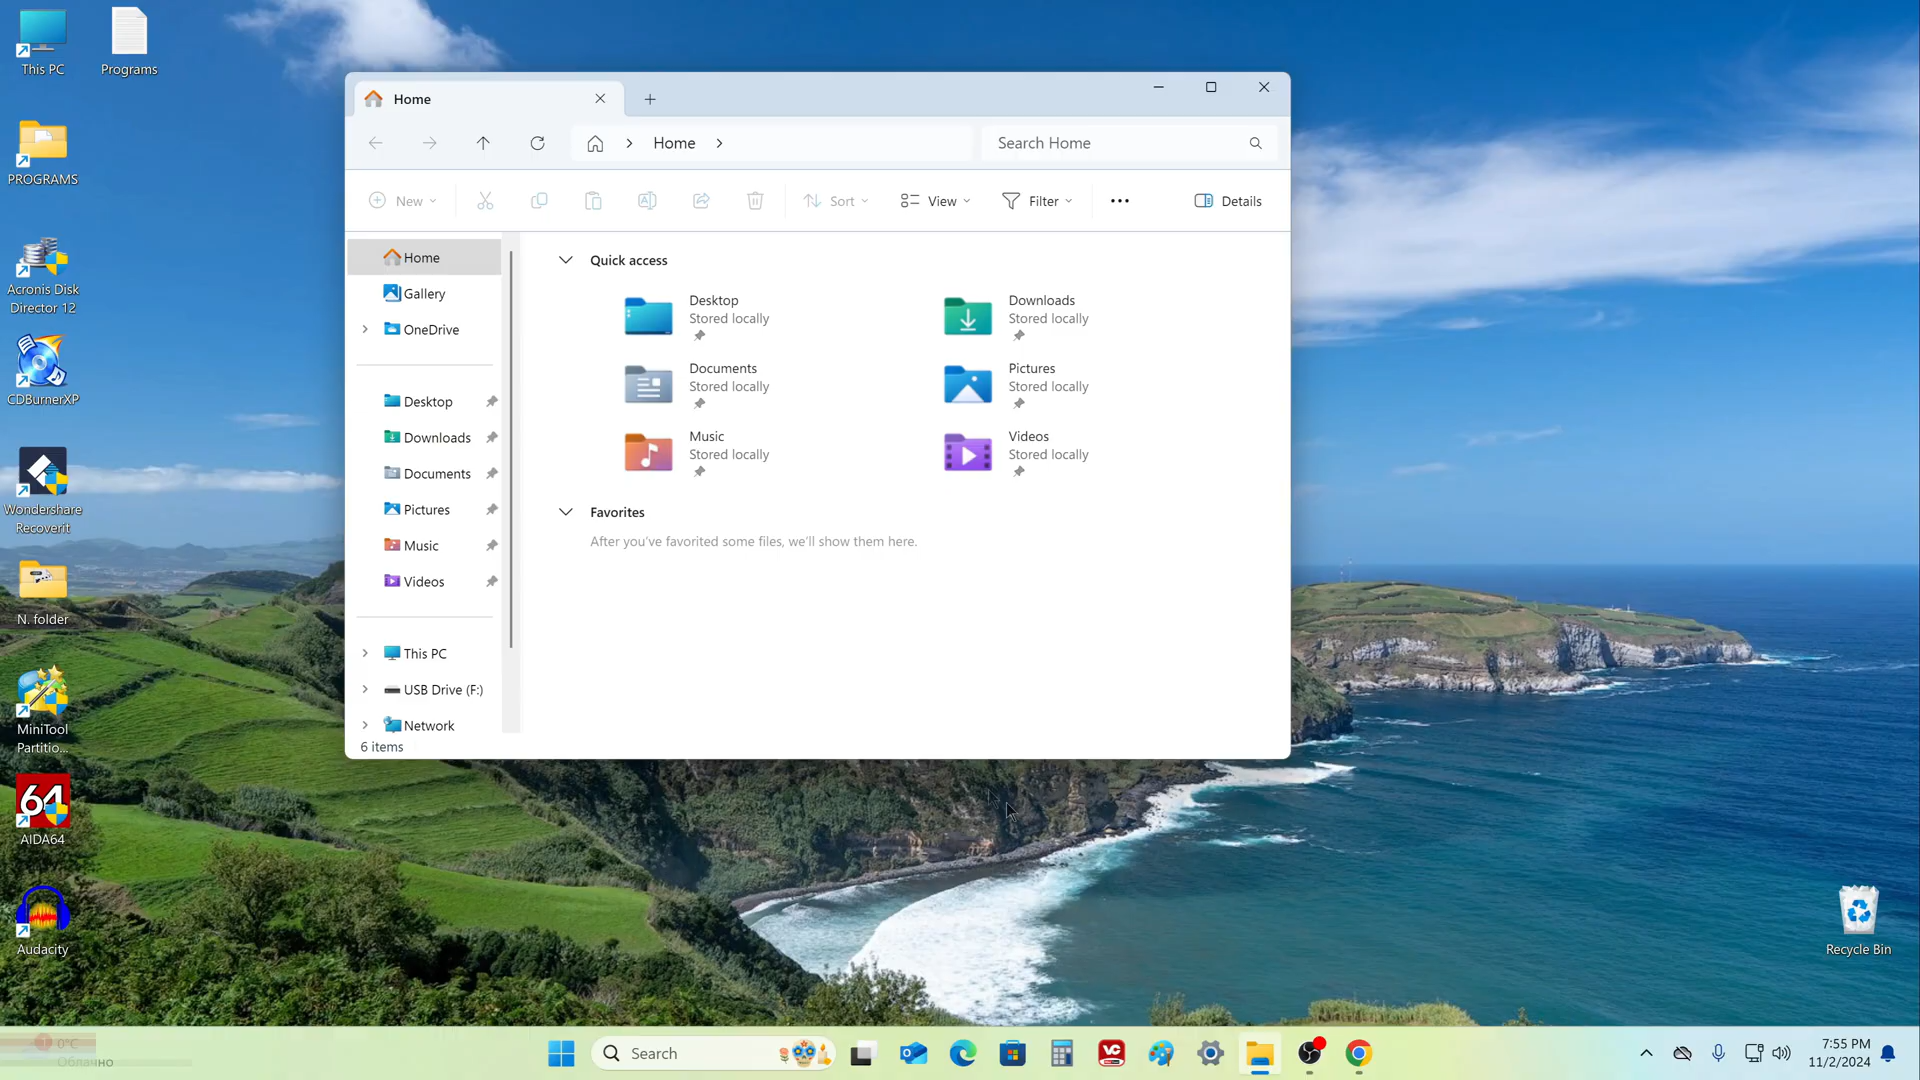 This PC
Programs
PROGRAMS
Acronis Disk
Director 12
CDBurnerXP
Wondershare
Recoverit
N. folder
MiniTool
Partitio...
64
AIDA64
Audacity
Home
Home
Search Home
New
Sort
View
Filter
Details
Home
Gallery
OneDrive
Desktop
Downloads
Documents
Pictures
Music
Videos
This PC
USB Drive (F:)
Network
6 items
Quick access
Desktop
Stored locally
Downloads
Stored locally
Documents
Stored locally
Pictures
Stored locally
Music
Stored locally
Videos
Stored locally
Favorites
After you've favorited some files, we'll show them here.
Recycle Bin
1
0°C
Облачно
Search
VC
7:55 PM
11/2/2024